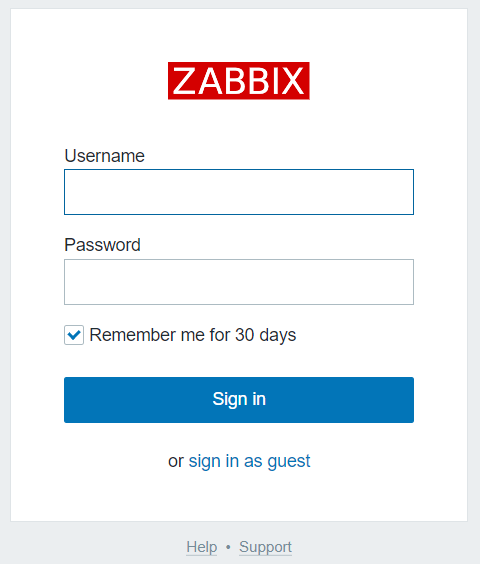 ZABBIX
Username
Password
Remember me for 30 days
Sign in
or sign in as guest
Help • Support